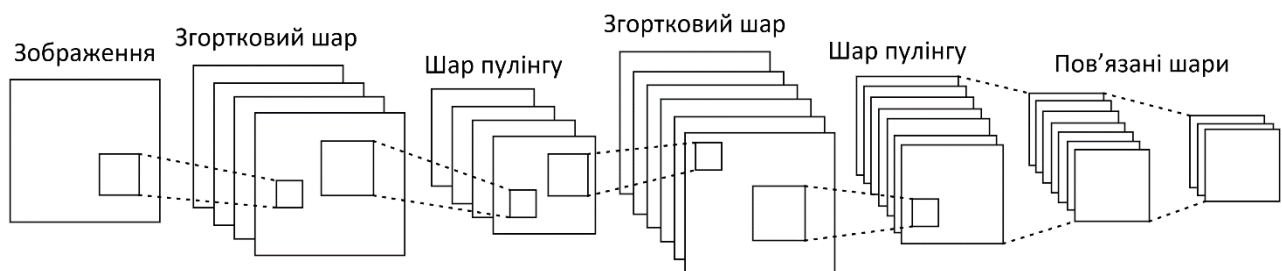 Зображення
Згортковий шар
Шар пулінгу
Згортковий шар
Шар пулінгу
Пов’язані шари